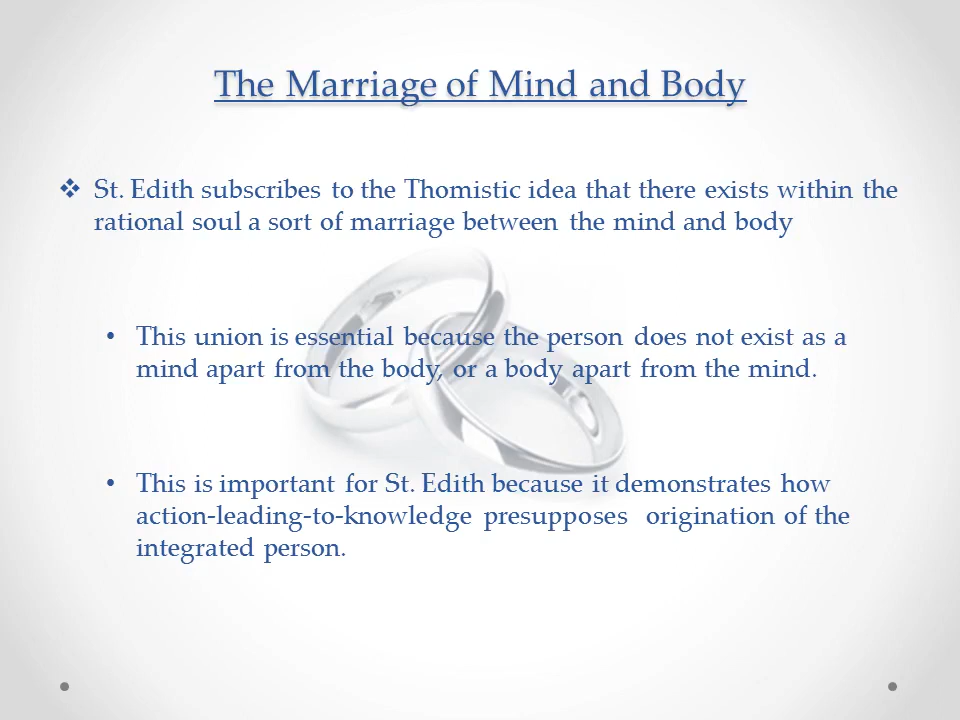 The Marriage of Mind and Body
❖ St. Edith subscribes to the Thomistic idea that there exists within the
rational soul a sort of marriage between the mind and body
• This union is essential because the person does not exist as a
mind apart from the body, or a body apart from the mind.
• This is important for St. Edith because it demonstrates how
action-leading-to-knowledge presupposes origination of the
integrated person.